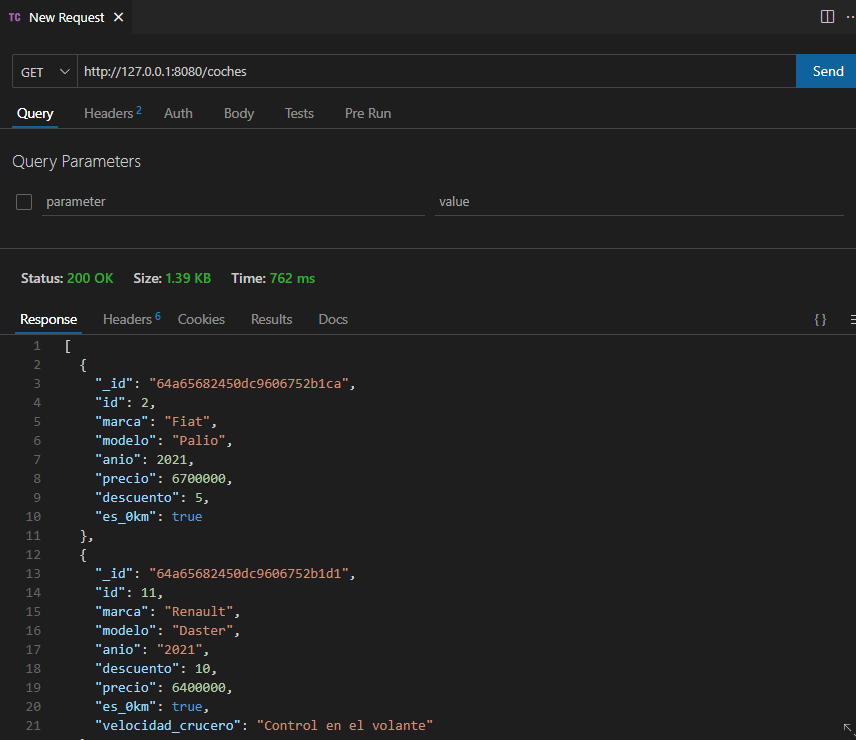 TC New Request ×
GET http://127.0.0.1:8080/coches Send
Query Headers 2 Auth Body Tests Pre Run
Query Parameters
parameter value
Status: 200 OK Size: 1.39 KB Time: 762 ms
Response Headers 6 Cookies Results Docs { }
1 [
2 {
3 "_id": "64a65682450dc9606752b1ca",
4 "id": 2,
5 "marca": "Fiat",
6 "modelo": "Palio",
7 "anio": 2021,
8 "precio": 6700000,
9 "descuento": 5,
10 "es_0km": true
11 },
12 {
13 "_id": "64a65682450dc9606752b1d1",
14 "id": 11,
15 "marca": "Renault",
16 "modelo": "Daster",
17 "anio": "2021",
18 "descuento": 10,
19 "precio": 6400000,
20 "es_0km": true,
21 "velocidad_crucero": "Control en el volante"